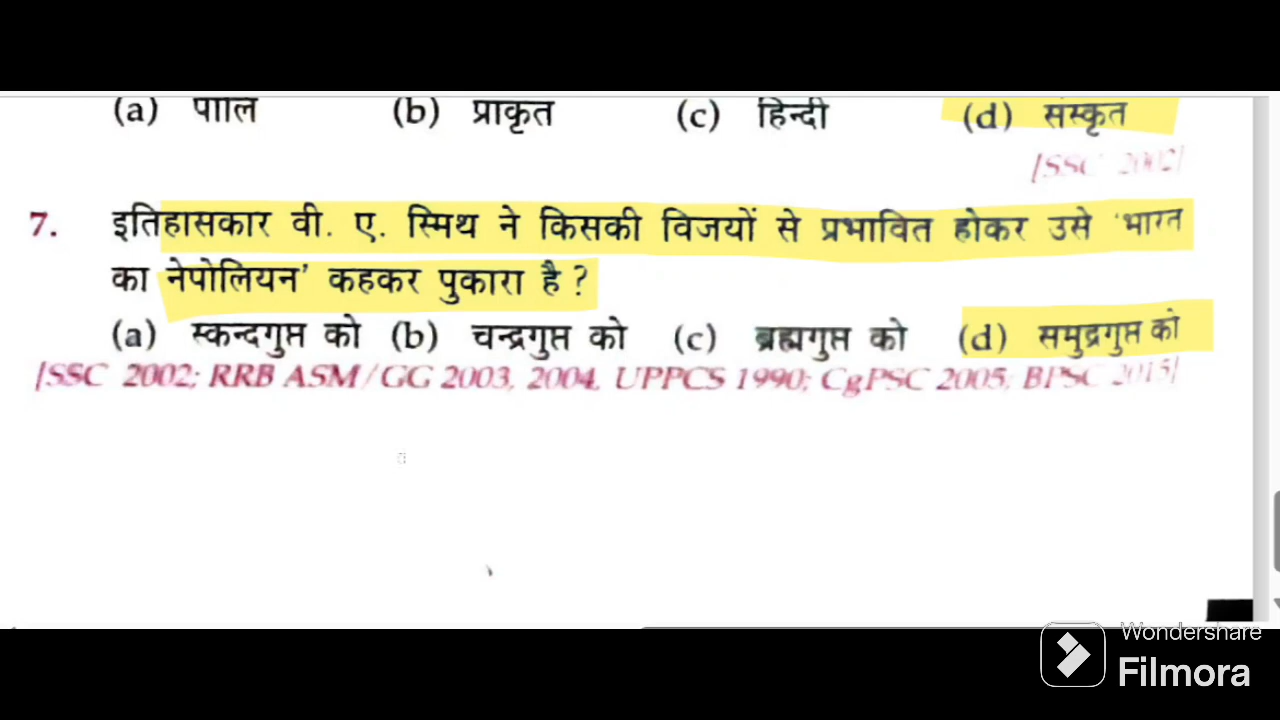 (a) पालि (b) प्राकृत (c) हिन्दी (d) संस्कृत
[SSC 2002]
7. इतिहासकार वी. ए. स्मिथ ने किसकी विजयों से प्रभावित होकर उसे 'भारत
का नेपोलियन' कहकर पुकारा है ?
(a) स्कन्दगुप्त को (b) चन्द्रगुप्त को (c) ब्रह्मगुप्त को (d) समुद्रगुप्त को
[SSC 2002; RRB ASM/GG 2003, 2004, UPPCS 1990; CgPSC 2005; BPSC 2015]
Wondershare
Filmora